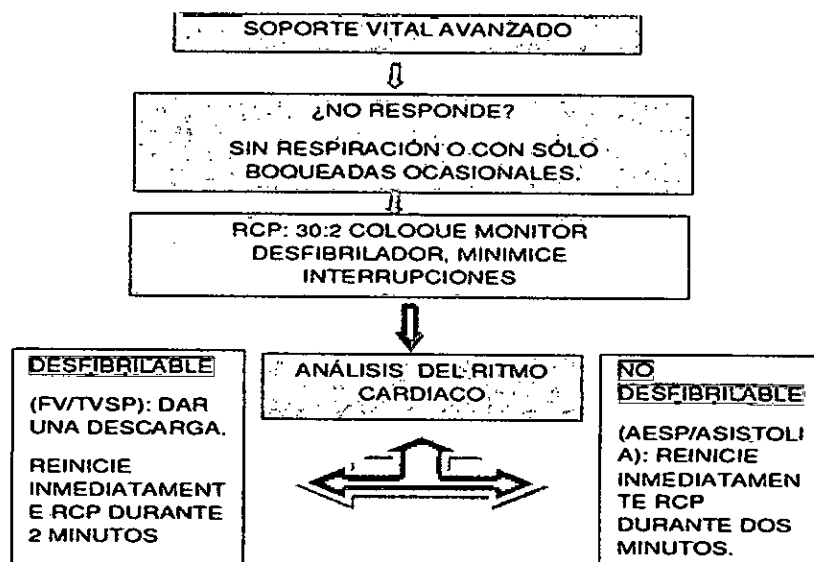 SOPORTE VITAL AVANZADO
¿NO RESPONDE?
SIN RESPIRACIÓN O CON SÓLO
BOQUEADAS OCASIONALES.
RCP: 30:2 COLOQUE MONITOR
DESFIBRILADOR, MINIMICE
INTERRUPCIONES
DESFIBRILABLE
(FV/TVSP): DAR
UNA DESCARGA.
REINICIE
INMEDIATAMENT
E RCP DURANTE
2 MINUTOS
ANÁLISIS DEL RITMO
CARDIACO
NO
DESFIBRILABLE
(AESP/ASISTOLI
A): REINICIE
INMEDIATAMEN
TE RCP
DURANTE DOS
MINUTOS.